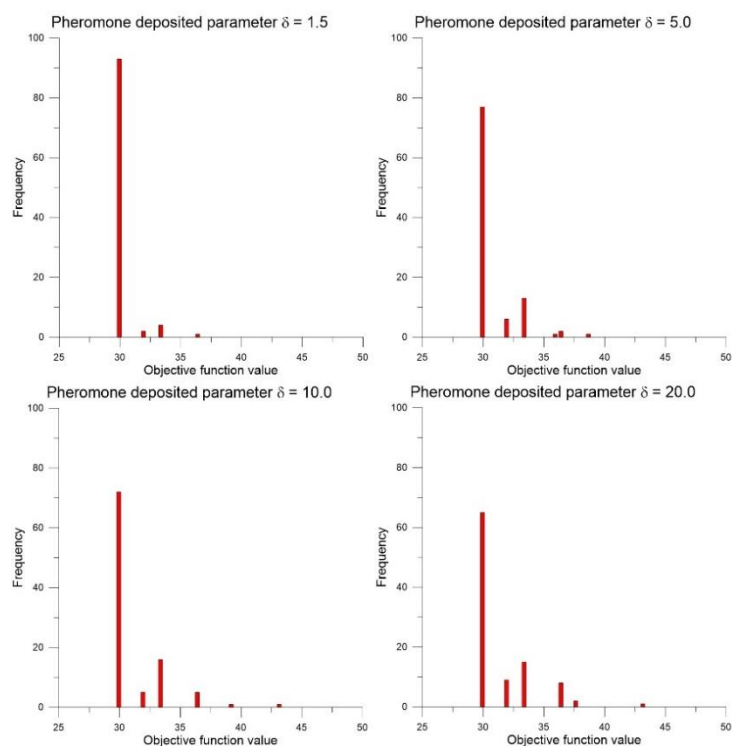 Pheromone deposited parameter δ = 1.5
100
80
60
40
20
0
Frequency
25 30 35 40 45 50
Objective function value
Pheromone deposited parameter δ = 5.0
100
80
60
40
20
0
Frequency
25 30 35 40 45 50
Objective function value
Pheromone deposited parameter δ = 10.0
100
80
60
40
20
0
Frequency
25 30 35 40 45 50
Objective function value
Pheromone deposited parameter δ = 20.0
100
80
60
40
20
0
Frequency
25 30 35 40 45 50
Objective function value